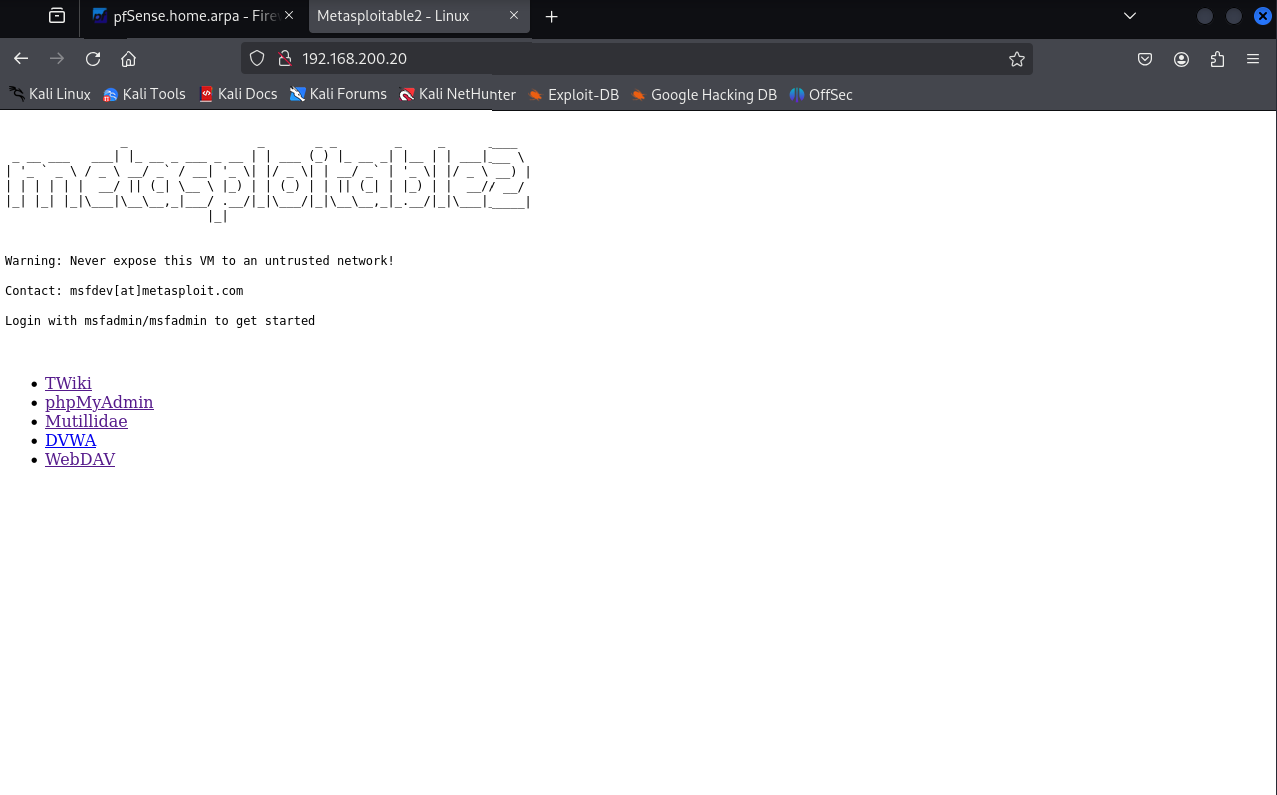 pfSense.home.arpa - Firew
Metasploitable2 - Linux
192.168.200.20
Kali Linux Kali Tools Kali Docs Kali Forums Kali NetHunter Exploit-DB Google Hacking DB OffSec
metasploitable2
Warning: Never expose this VM to an untrusted network!
Contact: msfdev[at]metasploit.com
Login with msfadmin/msfadmin to get started
TWiki
phpMyAdmin
Mutillidae
DVWA
WebDAV